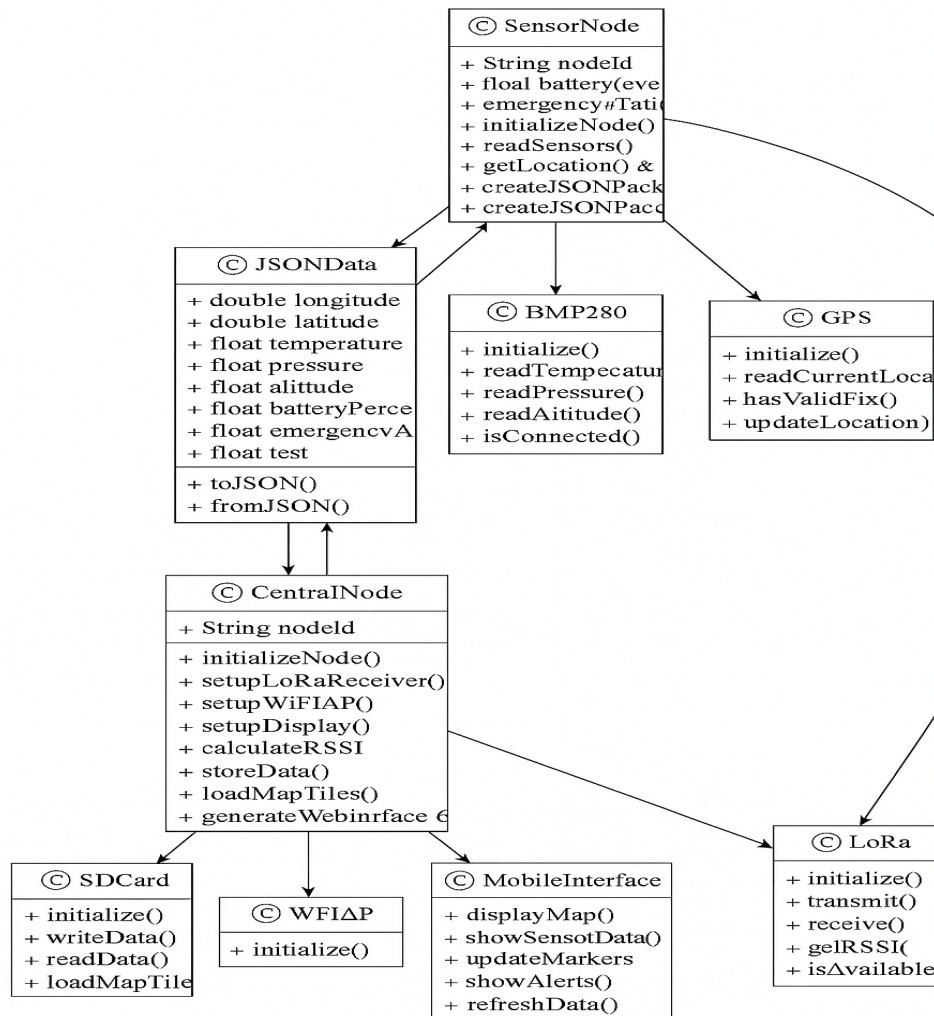 C SensorNode
+ String nodeId
+ floal battery(eve
+ emergency#Tati(
+ initializeNode()
+ readSensors()
+ getLocation() &
+ createJSONPack
+ createJSONPacc
C JSONData
+ double longitude
+ double latitude
+ float temperature
+ float pressure
+ float alittude
+ float batteryPerce
+ float emergencvA
+ float test
+ toJSON()
+ fromJSON()
C BMP280
+ initialize()
+ readTempecatur
+ readPressure()
+ readAititude()
+ isConnected()
C GPS
+ initialize()
+ readCurrentLoca
+ hasValidFix()
+ updateLocation)
C CentraINode
+ String nodeId
+ initializeNode()
+ setupLoRaReceiver()
+ setupWiFIAP()
+ setupDisplay()
+ calculateRSSI
+ storeData()
+ loadMapTiles()
+ generateWebinrface 6
C SDCard
+ initialize()
+ writeData()
+ readData()
+ loadMapTile
C WFIΔP
+ initialize()
C MobileInterface
+ displayMap()
+ showSensotData()
+ updateMarkers
+ showAlerts()
+ refreshData()
C LoRa
+ initialize()
+ transmit()
+ receive()
+ gelRSSI(
+ isΔvailable